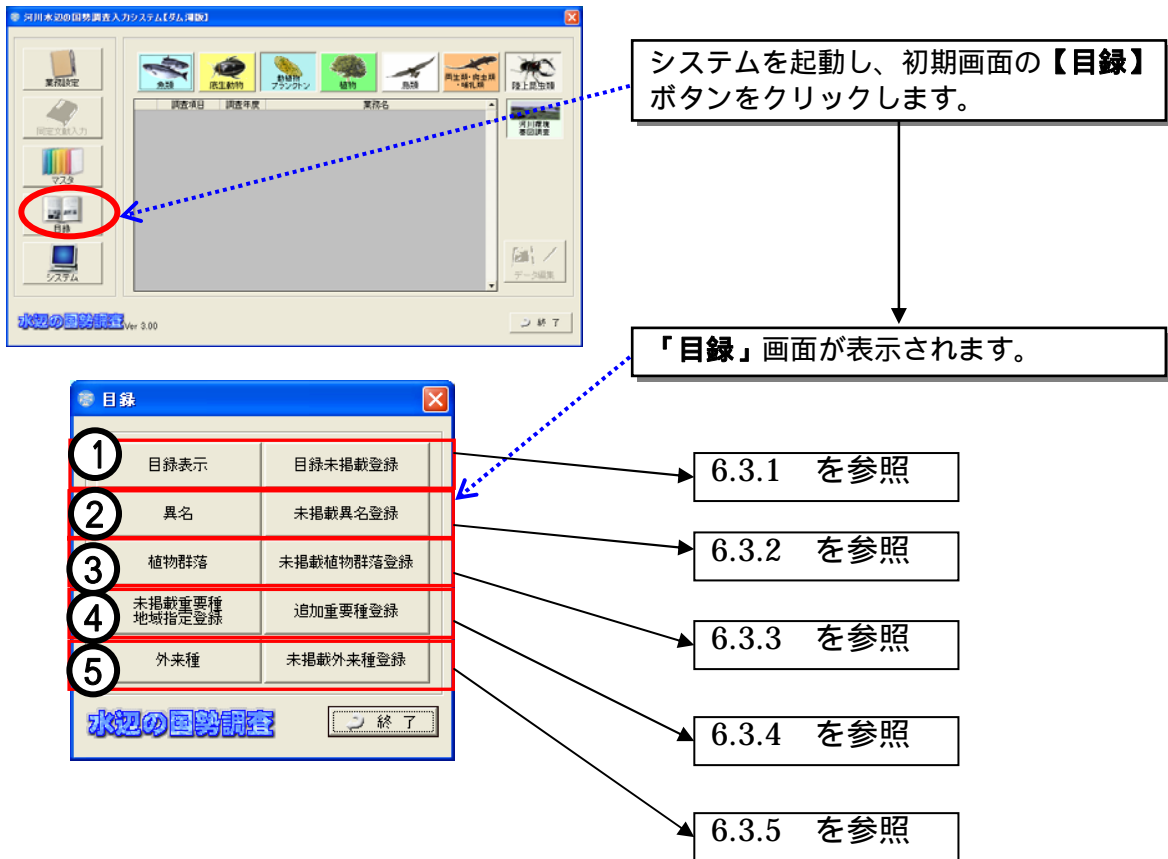 河川水辺の国勢調査入力システム【ダム湖版】
業務設定
固定文献入力
マスタ
目録
システム
魚類
底生動物
動植物
プランクトン
植物
鳥類
両生類・爬虫類
・哺乳類
陸上昆虫類
調査項目 調査年度 業務名
河川環境
基図調査
データ編集
水辺の国勢調査 Ver 3.00
終 了
システムを起動し、初期画面の【目録】
ボタンをクリックします。
「目録」画面が表示されます。
目録
① 目録表示 目録未掲載登録
② 異名 未掲載異名登録
③ 植物群落 未掲載植物群落登録
④ 未掲載重要種
地域指定登録 追加重要種登録
⑤ 外来種 未掲載外来種登録
水辺の国勢調査 終 了
6.3.1 を参照
6.3.2 を参照
6.3.3 を参照
6.3.4 を参照
6.3.5 を参照